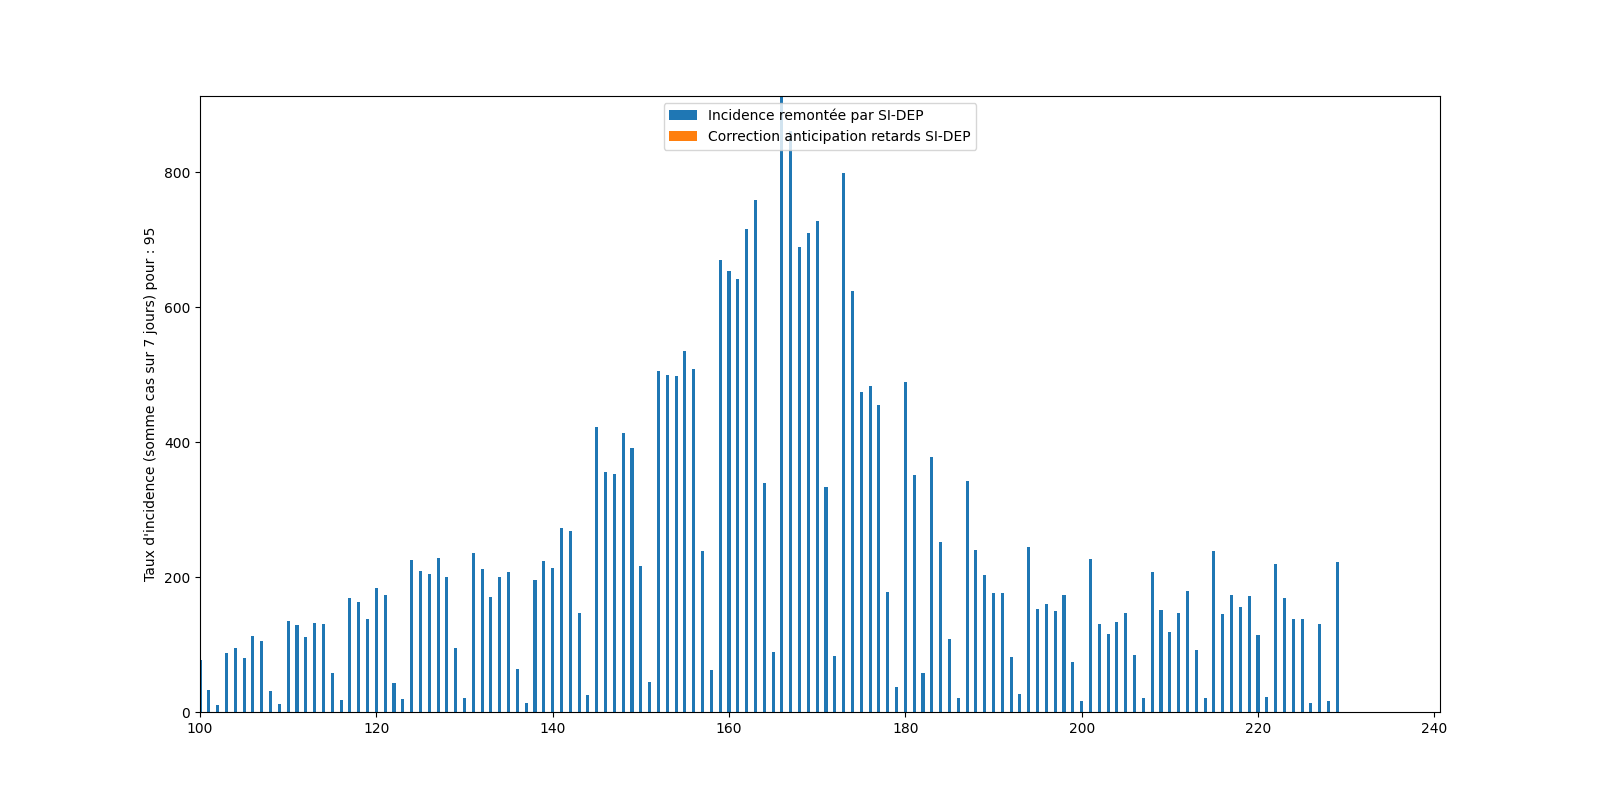 Incidence remontée par SI-DEP
Correction anticipation retards SI-DEP
Taux d'incidence (somme cas sur 7 jours) pour : 95
800
600
400
200
0
100 120 140 160 180 200 220 240